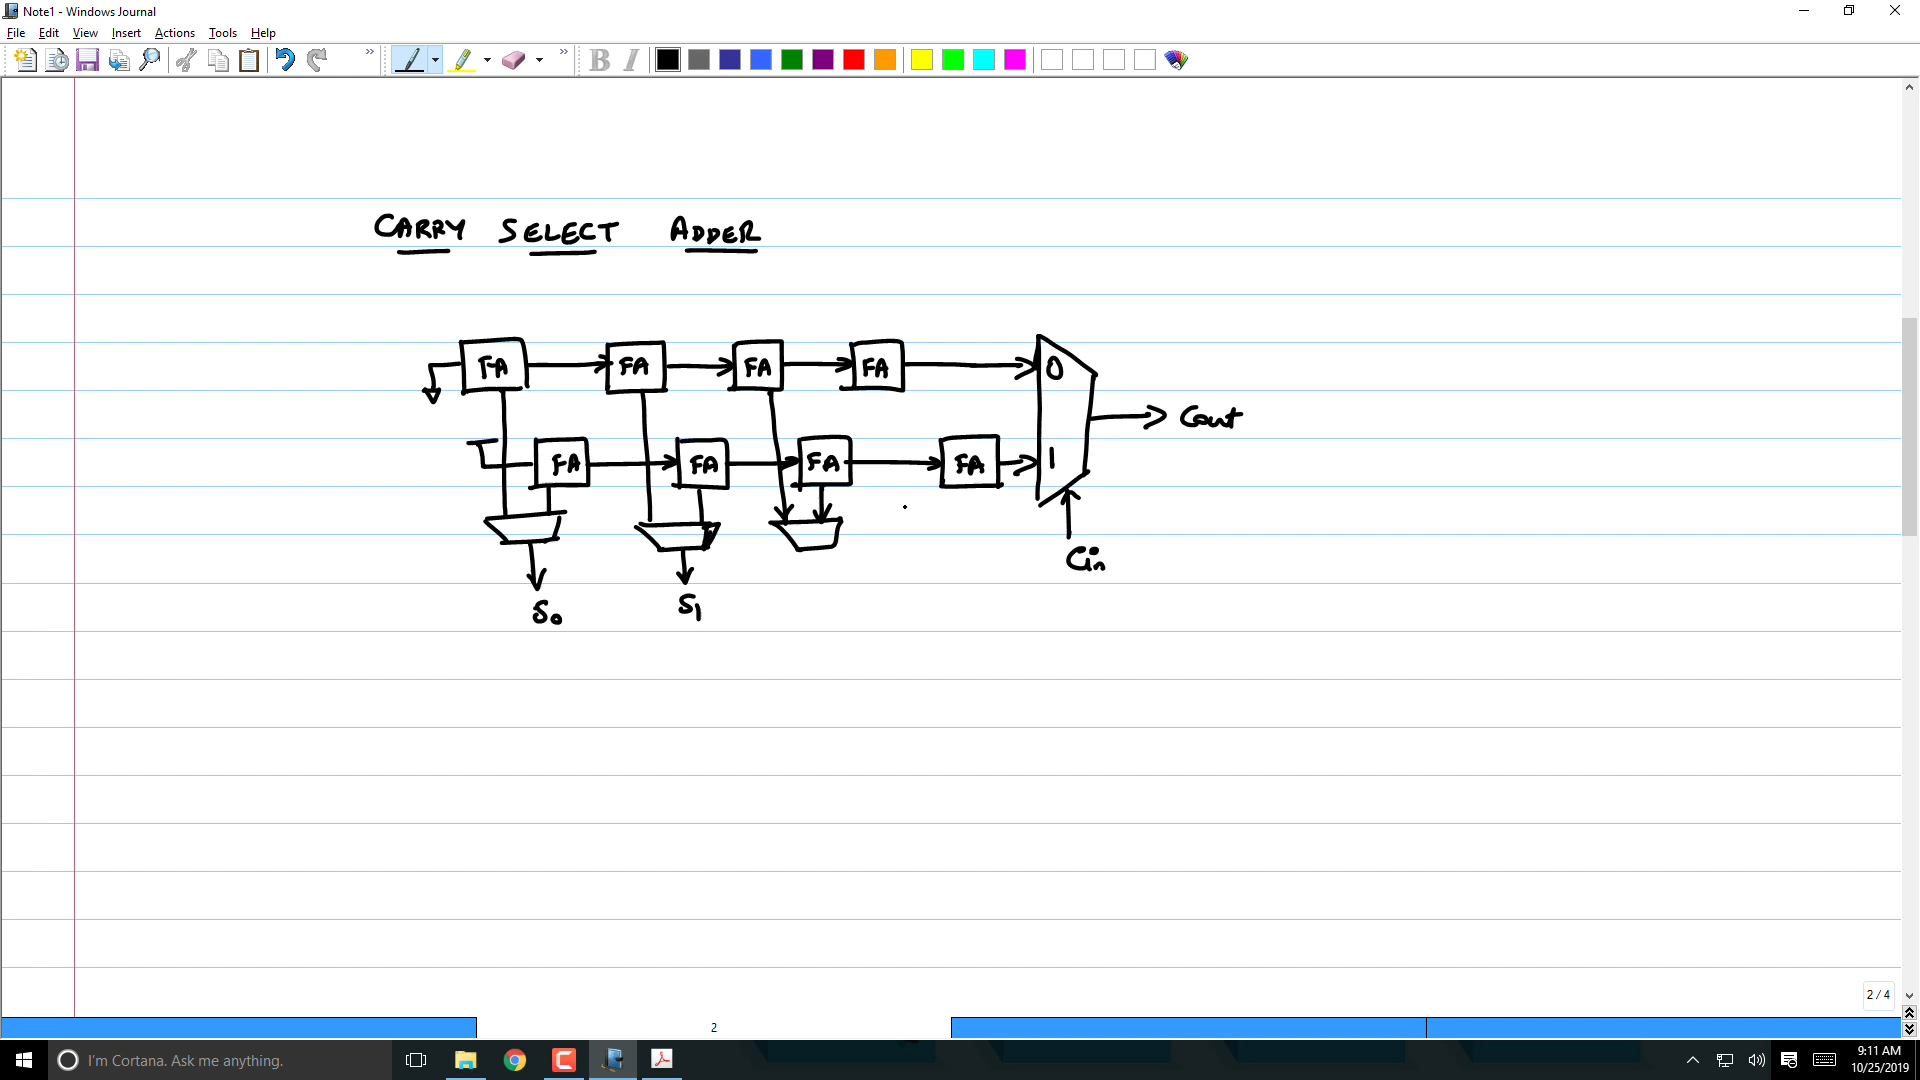 Note1 - Windows Journal
File Edit View Insert Actions Tools Help
B I
CARRY SELECT ADDER
FA FA FA FA 0
Cout
FA FA FA FA 1
Cin
S0 S1
2 / 4
2
I'm Cortana. Ask me anything.
9:11 AM
10/25/2019